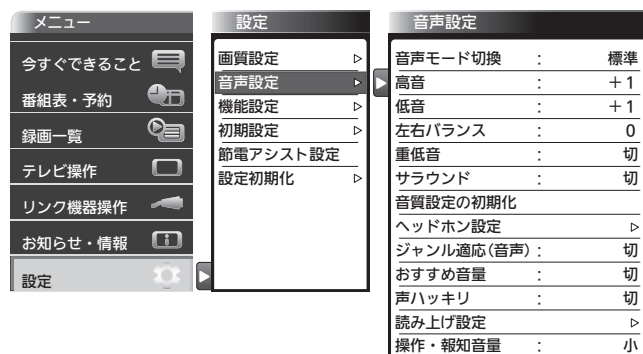 メニュー
今すぐできること
番組表・予約
録画一覧
テレビ操作
リンク機器操作
お知らせ・情報
設定
設定
画質設定
音声設定
機能設定
初期設定
節電アシスト設定
設定初期化
音声設定
音声モード切換 : 標準
高音 : +1
低音 : +1
左右バランス : 0
重低音 : 切
サラウンド : 切
音質設定の初期化
ヘッドホン設定
ジャンル適応(音声) : 切
おすすめ音量 : 切
声ハッキリ : 切
読み上げ設定
操作・報知音量 : 小